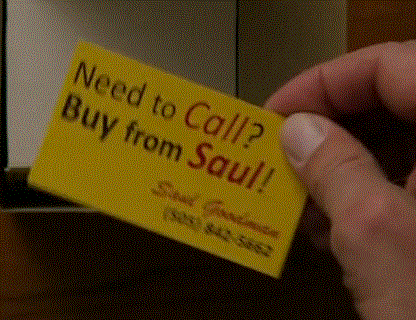 Need to Call?
Buy from Saul!
Saul Goodman
(505) 842-5662